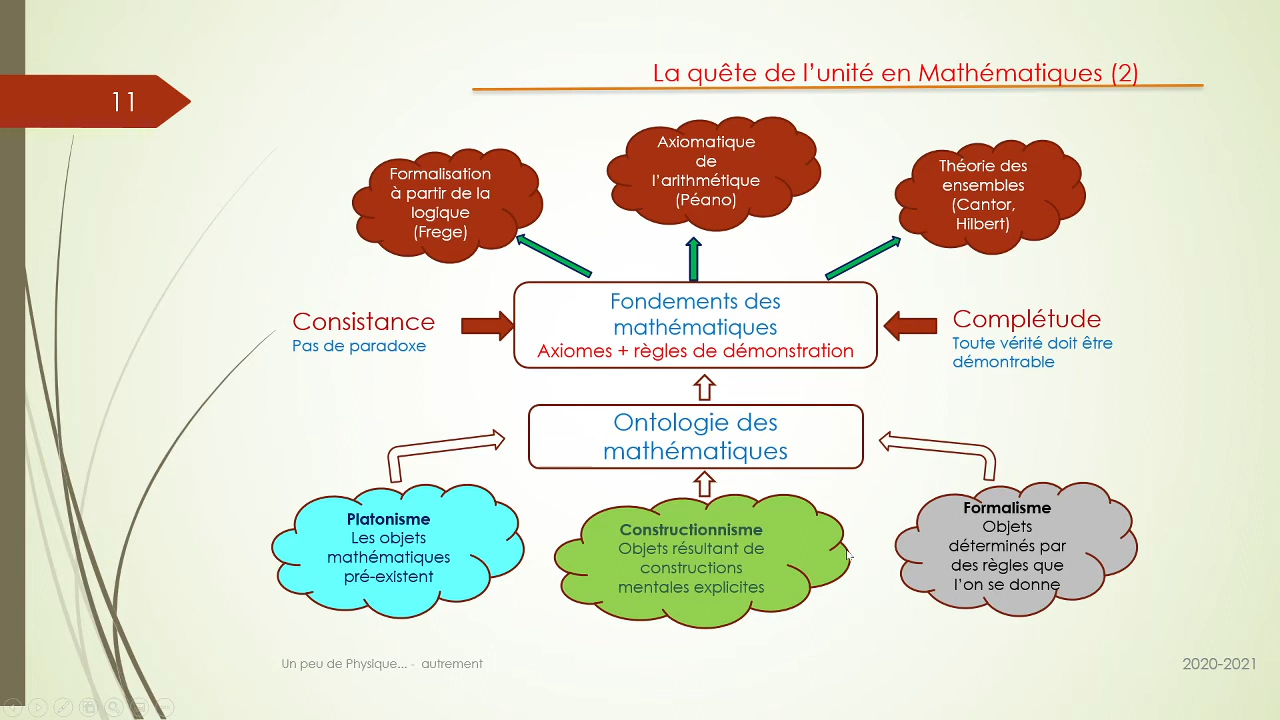 La quête de l'unité en Mathématiques (2)
11
Formalisation
à partir de la
logique
(Frege)
Axiomatique
de
l'arithmétique
(Péano)
Théorie des
ensembles
(Cantor,
Hilbert)
Consistance
Pas de paradoxe
Fondements des
mathématiques
Axiomes + règles de démonstration
Complétude
Toute vérité doit être
démontrable
Ontologie des
mathématiques
Platonisme
Les objets
mathématiques
pré-existent
Constructionnisme
Objets résultant de
constructions
mentales explicites
Formalisme
Objets
déterminés par
des règles que
l'on se donne
Un peu de Physique... - autrement
2020-2021